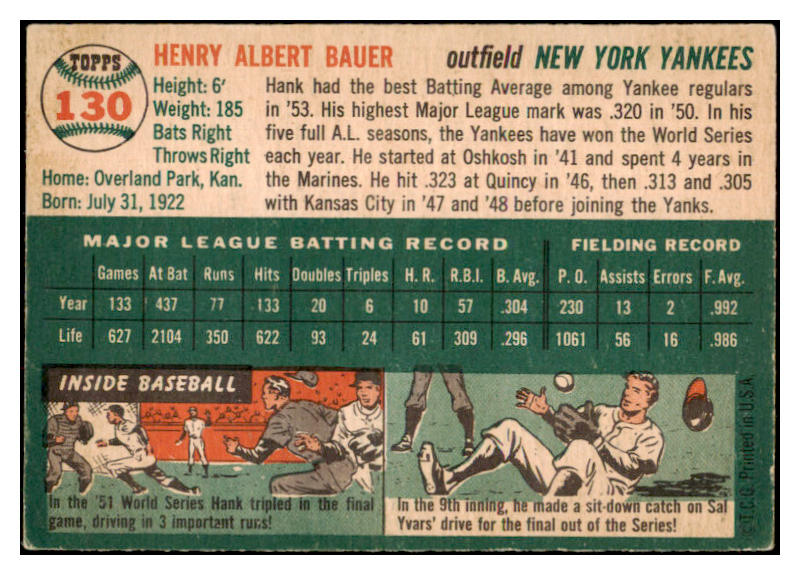 TOPPS
130
HENRY ALBERT BAUER outfield NEW YORK YANKEES
Height: 6'
Weight: 185
Bats Right
Throws Right
Home: Overland Park, Kan.
Born: July 31, 1922
Hank had the best Batting Average among Yankee regulars
in '53. His highest Major League mark was .320 in '50. In his
five full A.L. seasons, the Yankees have won the World Series
each year. He started at Oshkosh in '41 and spent 4 years in
the Marines. He hit .323 at Quincy in '46, then .313 and .305
with Kansas City in '47 and '48 before joining the Yanks.
MAJOR LEAGUE BATTING RECORD FIELDING RECORD
Games At Bat Runs Hits Doubles Triples H. R. R.B.I. B. Avg. P. O. Assists Errors F. Avg.
Year 133 437 77 133 20 6 10 57 .304 230 13 2 .992
Life 627 2104 350 622 93 24 61 309 .296 1061 56 16 .986
INSIDE BASEBALL
In the '51 World Series Hank tripled in the final
game, driving in 3 important runs!
In the 9th inning, he made a sit-down catch on Sal
Yvars' drive for the final out of the Series!
© T.C.G. Printed in U.S.A.